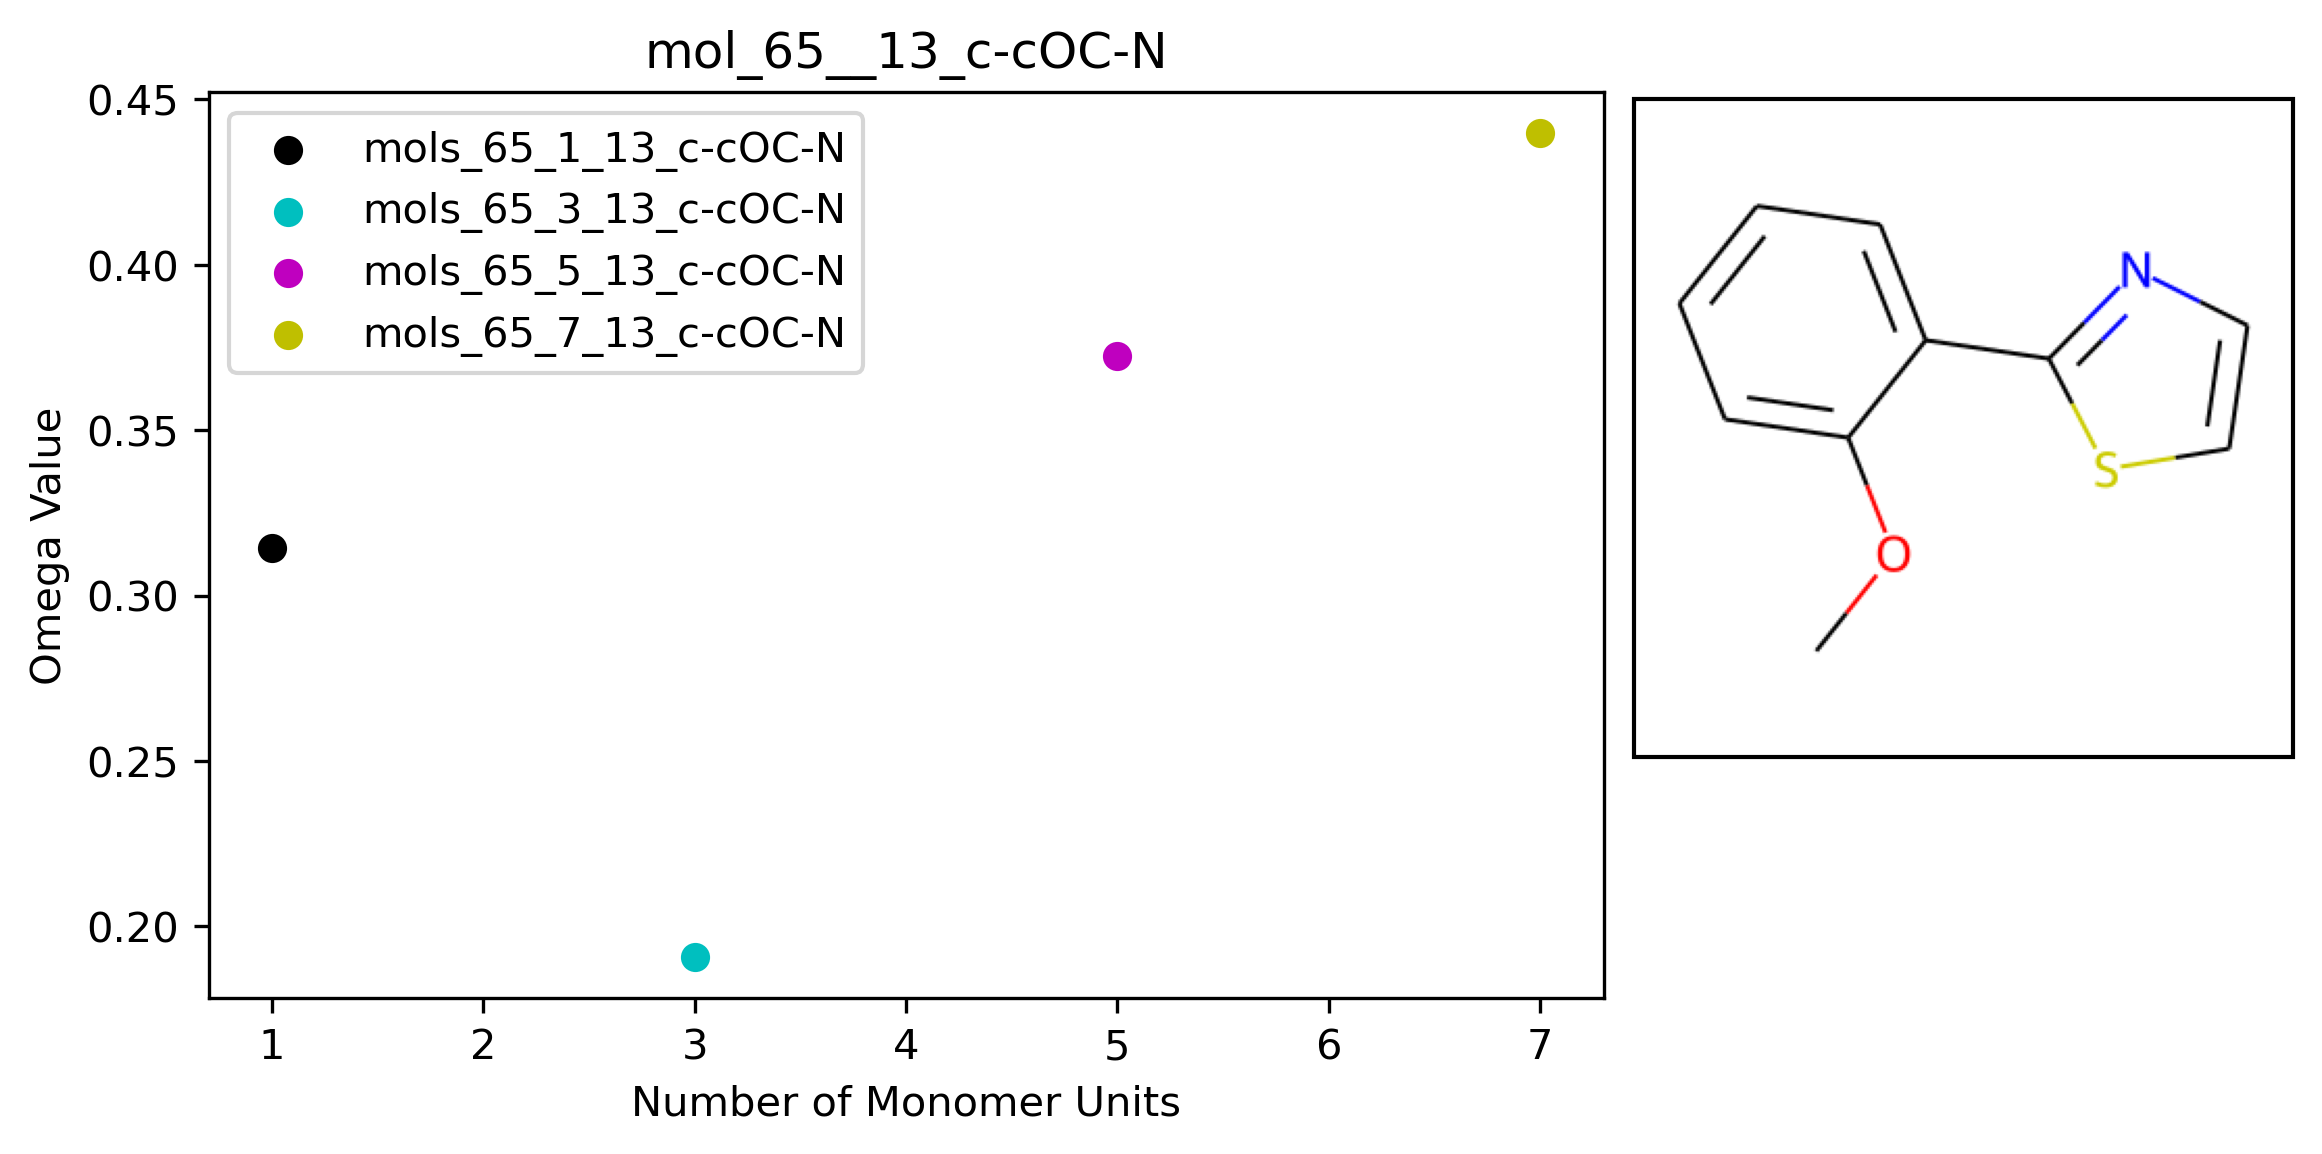 mol_65__13_c-cOC-N
0.45
0.40
0.35
0.30
0.25
0.20
Omega Value
mols_65_1_13_c-cOC-N
mols_65_3_13_c-cOC-N
mols_65_5_13_c-cOC-N
mols_65_7_13_c-cOC-N
1 2 3 4 5 6 7
Number of Monomer Units
N
S
O